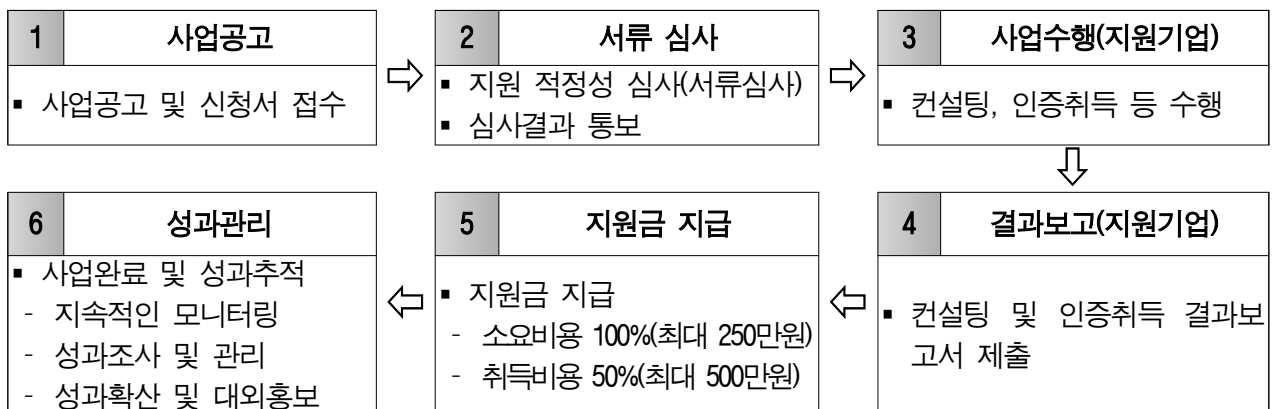 1 사업공고
▪ 사업공고 및 신청서 접수
2 서류 심사
▪ 지원 적정성 심사(서류심사)
▪ 심사결과 통보
3 사업수행(지원기업)
▪ 컨설팅, 인증취득 등 수행
4 결과보고(지원기업)
▪ 컨설팅 및 인증취득 결과보
고서 제출
5 지원금 지급
▪ 지원금 지급
- 소요비용 100%(최대 250만원)
- 취득비용 50%(최대 500만원)
6 성과관리
▪ 사업완료 및 성과추적
- 지속적인 모니터링
- 성과조사 및 관리
- 성과확산 및 대외홍보